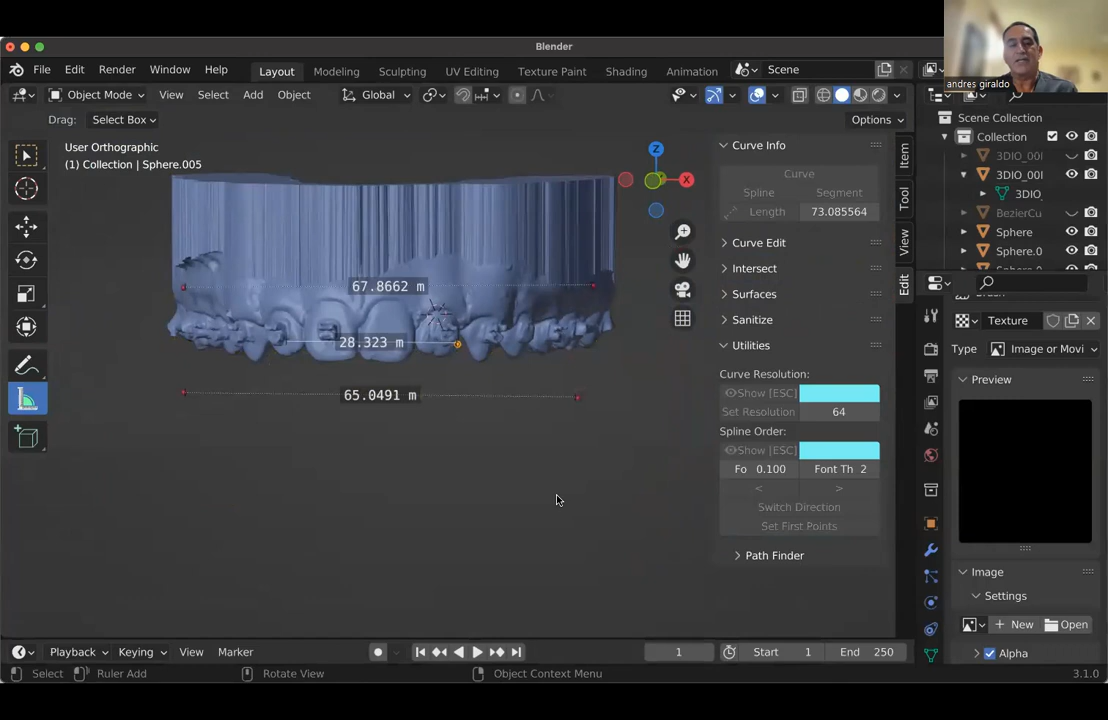 Blender
andres giraldo
File Edit Render Window Help Layout Modeling Sculpting UV Editing Texture Paint Shading Animation Scene
Object Mode View Select Add Object Global
Drag: Select Box Options
User Orthographic
(1) Collection | Sphere.005
Z
X
67.8662 m
28.323 m
65.0491 m
Curve Info
Curve
Spline Segment
Length 73.085564
Curve Edit
Intersect
Surfaces
Sanitize
Utilities
Curve Resolution:
Show [ESC]
Set Resolution 64
Spline Order:
Show [ESC]
Fo 0.100 Font Th 2
< >
Switch Direction
Set First Points
Path Finder
Item
Tool
View
Edit
Scene Collection
Collection
3DIO_00I
3DIO_00I
3DIO_
BezierCu
Sphere
Sphere.0
Texture
Type Image or Movi
Preview
Image
Settings
New Open
Alpha
Playback Keying View Marker 1 Start 1 End 250
Select Ruler Add Rotate View Object Context Menu 3.1.0